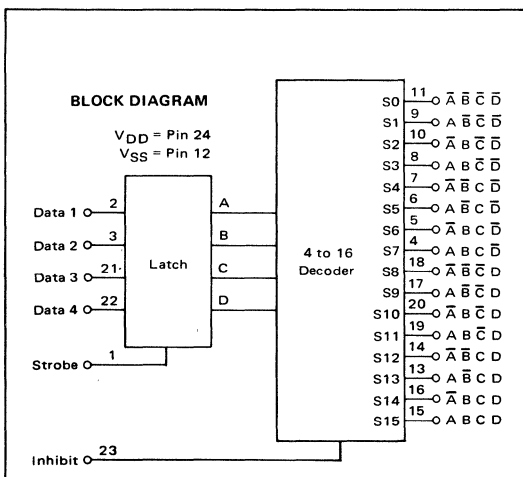 BLOCK DIAGRAM
VDD = Pin 24
VSS = Pin 12
Data 1 2
Data 2 3
Data 3 21
Data 4 22
Strobe 1
Inhibit 23
Latch
A
B
C
D
4 to 16
Decoder
S0 11 A̅ B̅ C̅ D̅
S1 9 A B̅ C̅ D̅
S2 10 A̅ B C̅ D̅
S3 8 A B C̅ D̅
S4 7 A̅ B̅ C D̅
S5 6 A B̅ C D̅
S6 5 A̅ B C D̅
S7 4 A B C D̅
S8 18 A̅ B̅ C̅ D
S9 17 A B̅ C̅ D
S10 20 A̅ B C̅ D
S11 19 A B C̅ D
S12 14 A̅ B̅ C D
S13 13 A B̅ C D
S14 16 A̅ B C D
S15 15 A B C D